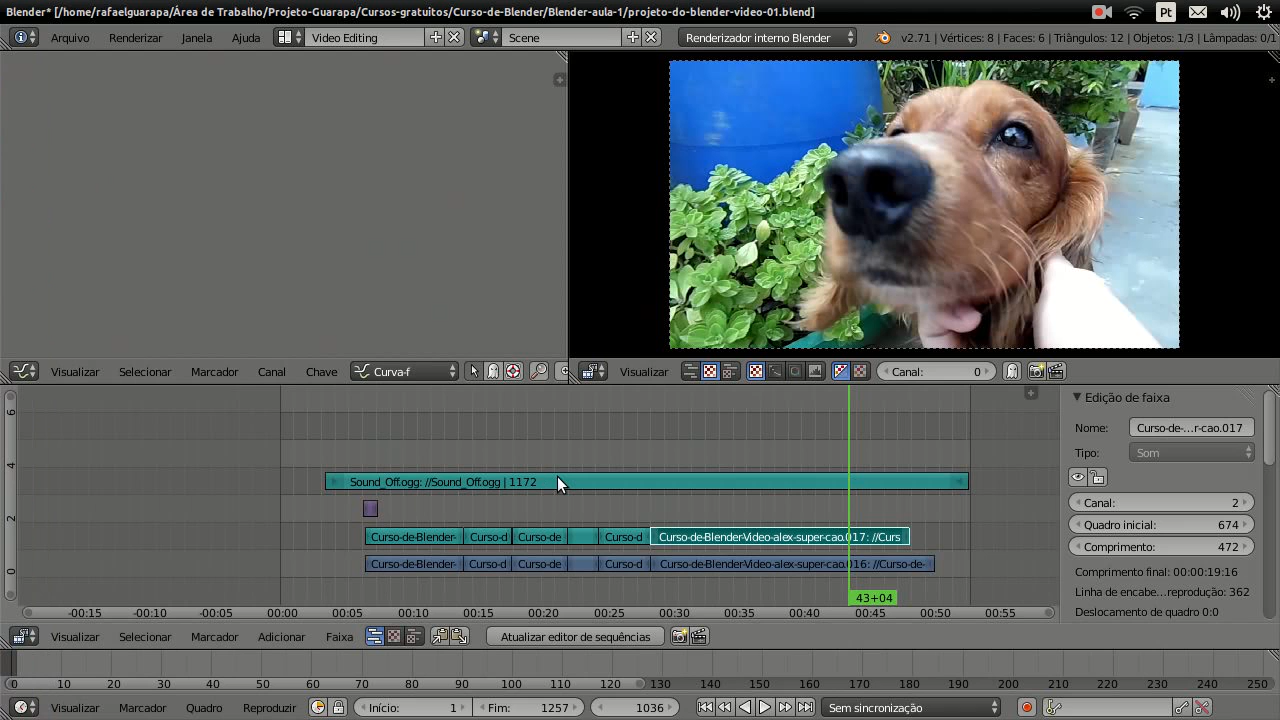 Blender* [/home/rafaelguarapa/Área de Trabalho/Projeto-Guarapa/Cursos-gratuitos/Curso-de-Blender/Blender-aula-1/projeto-do-blender-video-01.blend]
Pt
Arquivo Renderizar Janela Ajuda Video Editing Scene Renderizador interno Blender v2.71 | Vértices: 8 | Faces: 6 | Triângulos: 12 | Objetos: 1/3 | Lâmpadas: 0/1
Visualizar Selecionar Marcador Canal Chave Curva-f
Visualizar Canal: 0
Edição de faixa
Nome: Curso-de-...r-cao.017
Tipo: Som
Canal: 2
Quadro inicial: 674
Comprimento: 472
Comprimento final: 00:00:19:16
Linha de encabe...reprodução: 362
Deslocamento de quadro 0:0
6
4
2
0
Sound_Off.ogg: //Sound_Off.ogg | 1172
Curso-de-Blender- Curso-d Curso-de Curso-d Curso-de-BlenderVideo-alex-super-cao.017: //Curs
Curso-de-Blender- Curso-d Curso-de Curso-d Curso-de-BlenderVideo-alex-super-cao.016: //Curso-de-
43+04
-00:15 -00:10 -00:05 00:00 00:05 00:10 00:15 00:20 00:25 00:30 00:35 00:40 00:45 00:50 00:55
Visualizar Selecionar Marcador Adicionar Faixa Atualizar editor de sequências
0 10 20 30 40 50 60 70 80 90 100 110 120 130 140 150 160 170 180 190 200 210 220 230 240 250
Visualizar Marcador Quadro Reproduzir Início: 1 Fim: 1257 1036 Sem sincronização